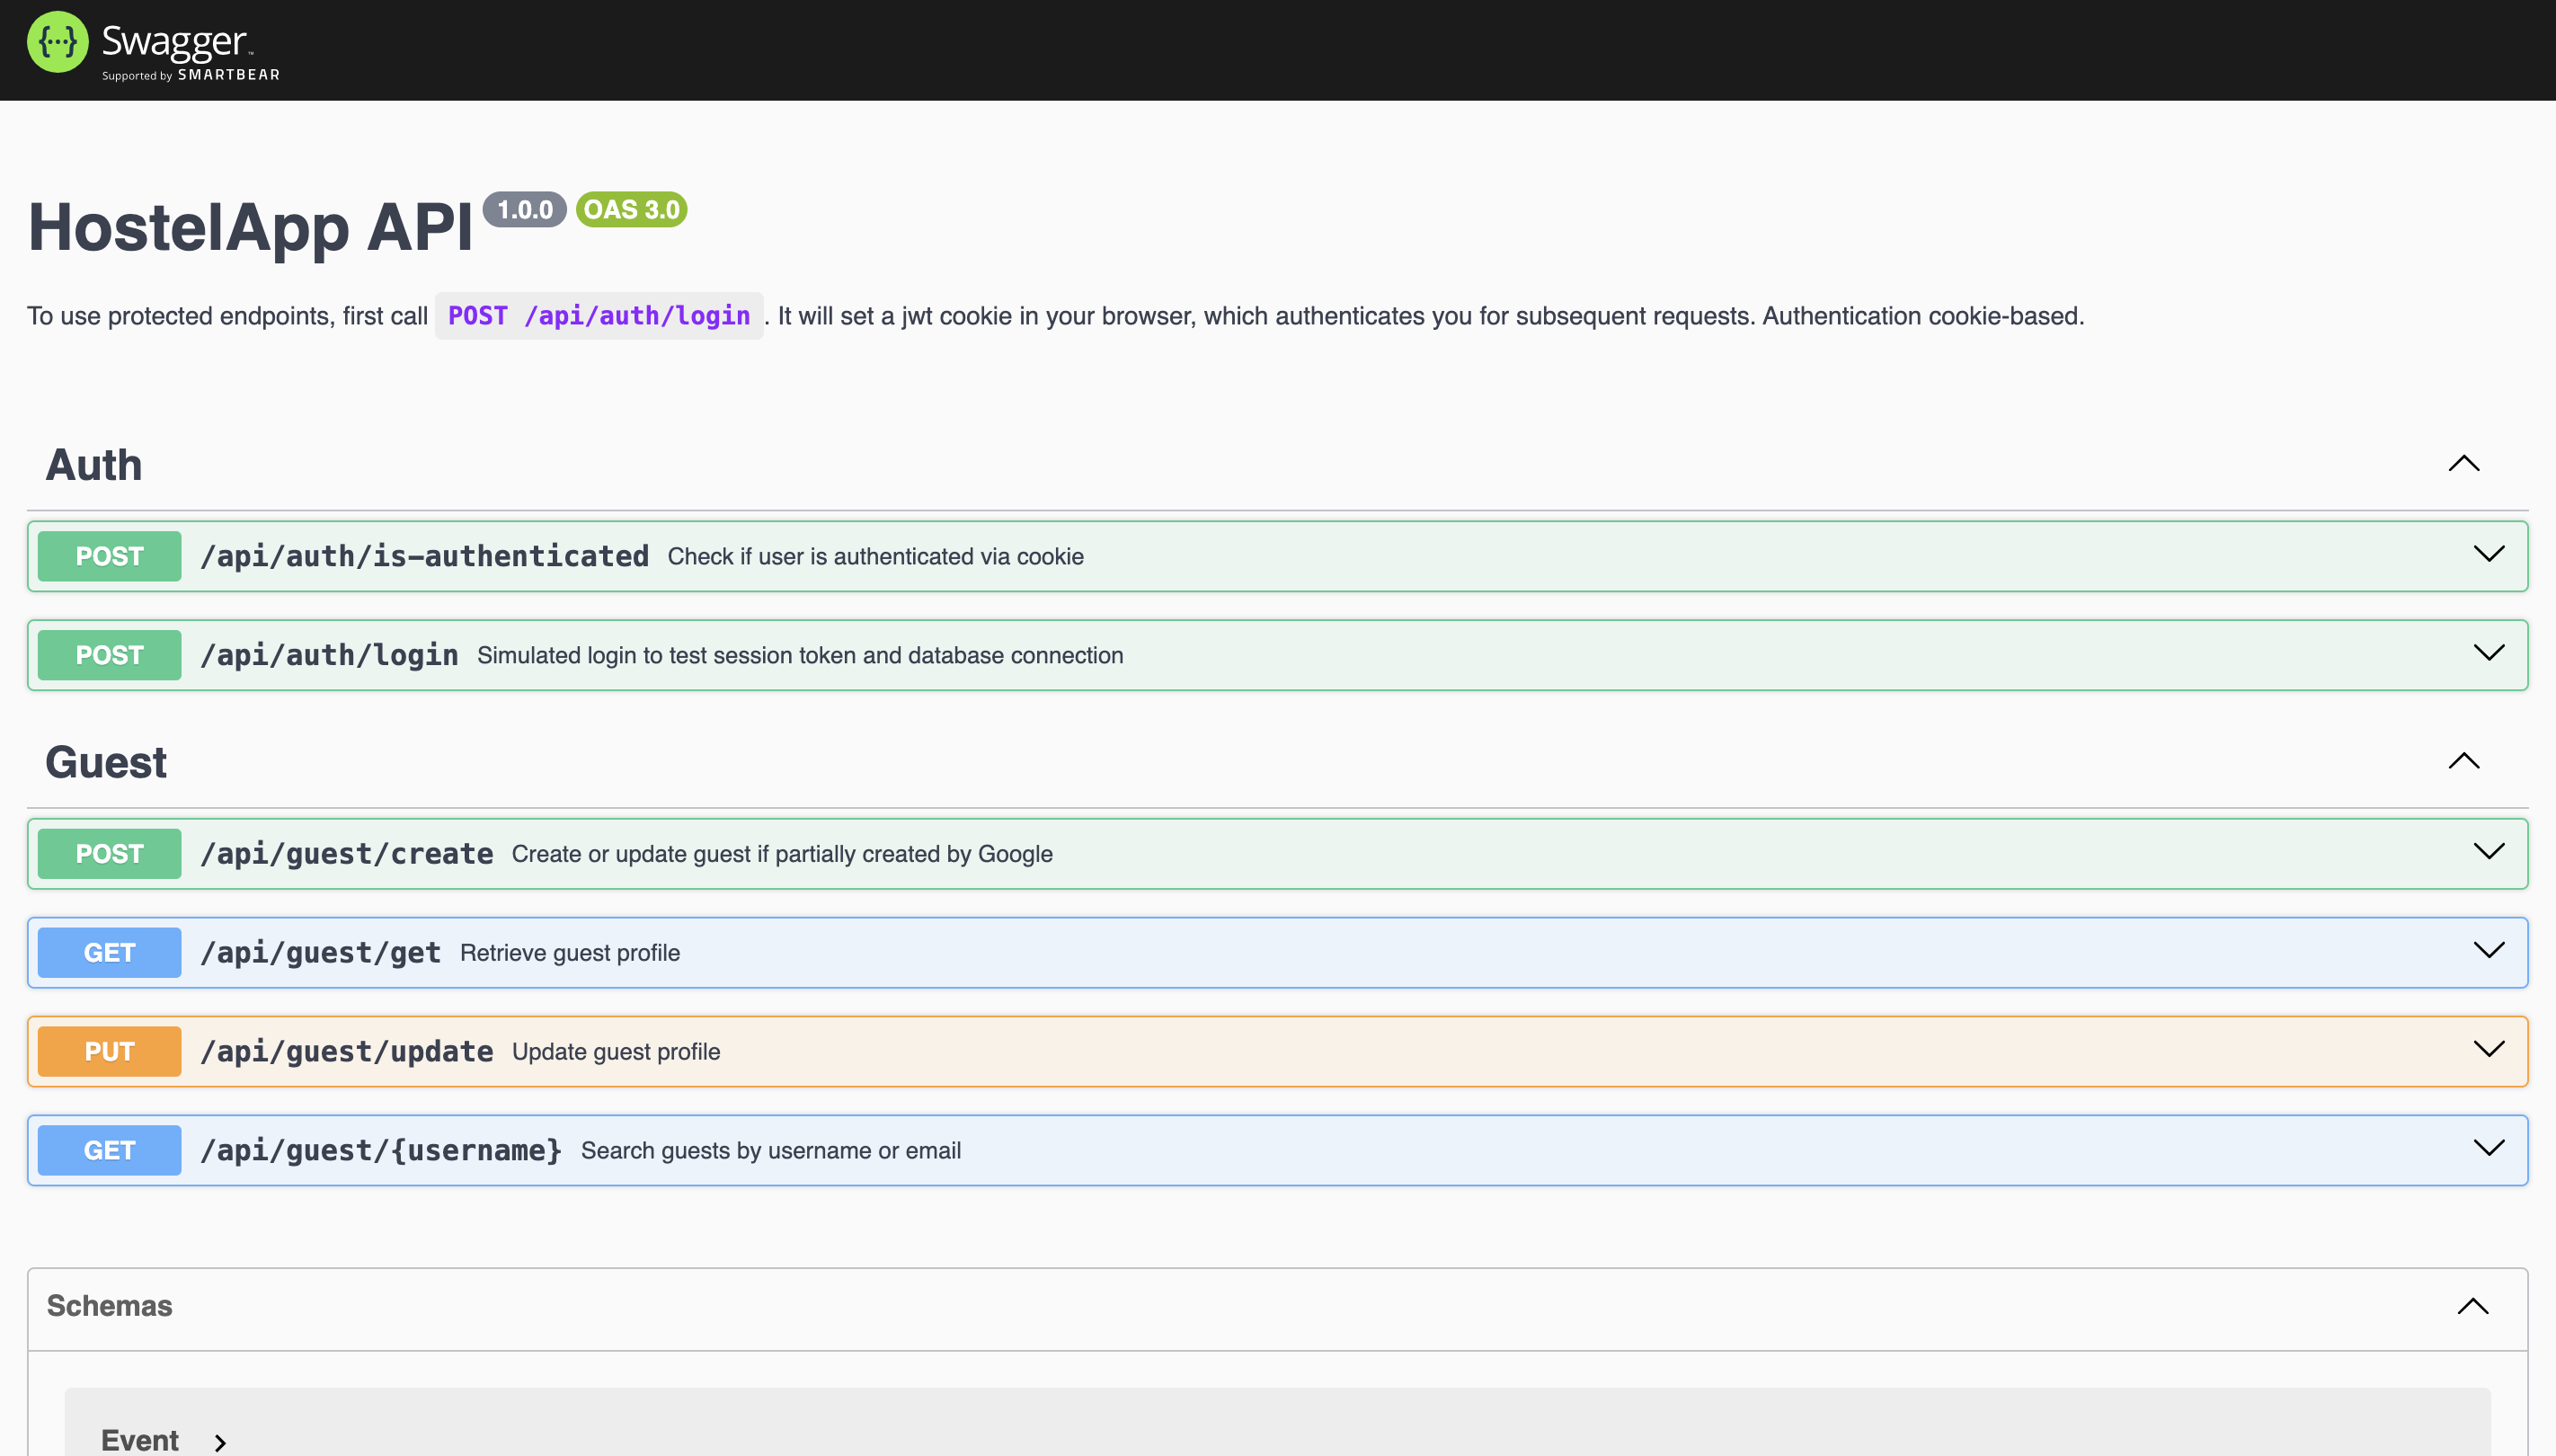 {···} Swagger™
Supported by SMARTBEAR
HostelApp API 1.0.0 OAS 3.0
To use protected endpoints, first call POST /api/auth/login . It will set a jwt cookie in your browser, which authenticates you for subsequent requests. Authentication cookie-based.
Auth
POST /api/auth/is-authenticated Check if user is authenticated via cookie
POST /api/auth/login Simulated login to test session token and database connection
Guest
POST /api/guest/create Create or update guest if partially created by Google
GET /api/guest/get Retrieve guest profile
PUT /api/guest/update Update guest profile
GET /api/guest/{username} Search guests by username or email
Schemas
Event